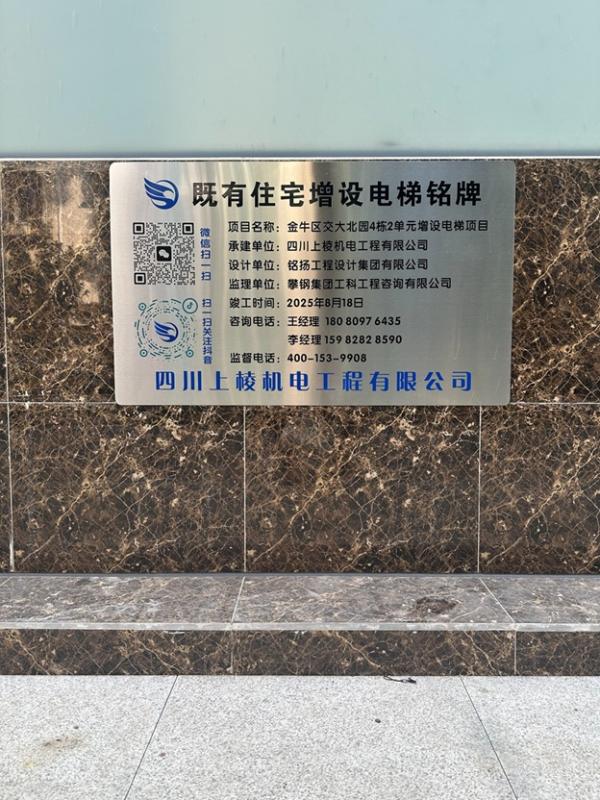 既有住宅增设电梯铭牌
微信扫一扫
扫一扫关注抖音
项目名称：金牛区交大北园4栋2单元增设电梯项目
承建单位：四川上棱机电工程有限公司
设计单位：铭扬工程设计集团有限公司
监理单位：攀钢集团工科工程咨询有限公司
竣工时间：2025年8月18日
咨询电话：王经理 180 8097 6435
李经理 159 8282 8590
监督电话：400-153-9908
四川上棱机电工程有限公司